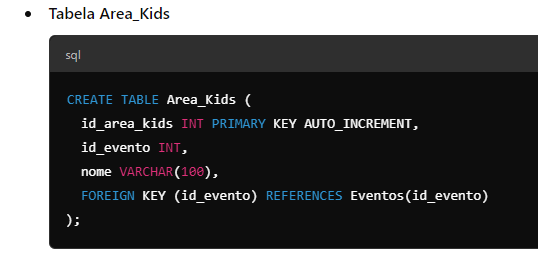 Tabela Area_Kids
sql
CREATE TABLE Area_Kids (
id_area_kids INT PRIMARY KEY AUTO_INCREMENT,
id_evento INT,
nome VARCHAR(100),
FOREIGN KEY (id_evento) REFERENCES Eventos(id_evento)
);